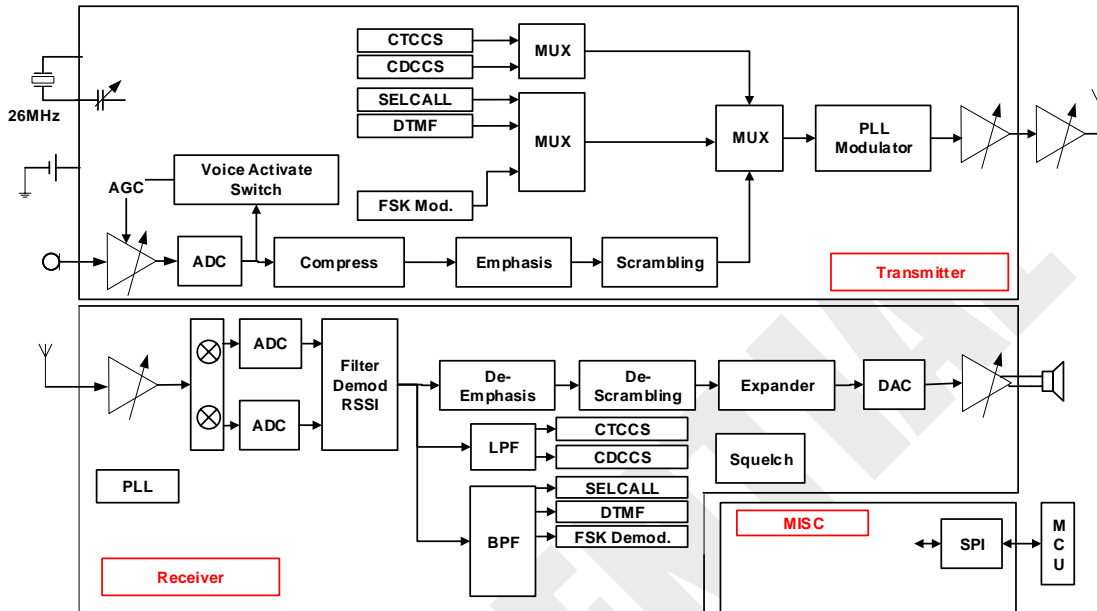 CTCCS
CDCCS
MUX
26MHz
SELCALL
DTMF
MUX
MUX
PLL
Modulator
Voice Activate
Switch
AGC
FSK Mod.
ADC
Compress
Emphasis
Scrambling
Transmitter
ADC
ADC
Filter
Demod
RSSI
De-
Emphasis
De-
Scrambling
Expander
DAC
LPF
CTCCS
CDCCS
Squelch
PLL
BPF
SELCALL
DTMF
FSK Demod.
MISC
SPI
M
C
U
Receiver